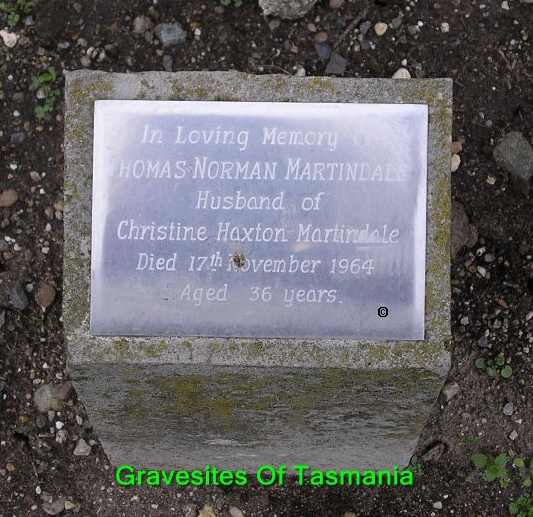 In Loving Memory of
THOMAS NORMAN MARTINDALE
Husband of
Christine Haxton Martindale
Died 17th November 1964
Aged 36 years.
©
Gravesites Of Tasmania